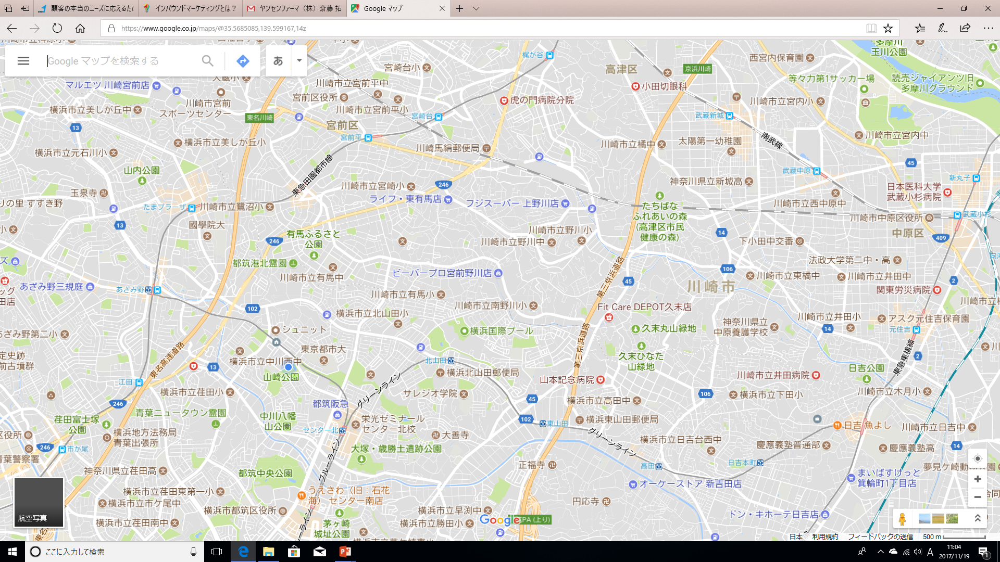 顧客の本当のニーズに応えるため
インバウンドマーケティングとは?
ヤンセンファーマ（株）斎藤 拓
Google マップ
https://www.google.co.jp/maps/@35.5685085,139.599167,14z
Google マップを検索する
あ
梶が谷
高津区
京浜川崎
西宮内保育園
多摩川
玉川公園
宮崎台小
マルエツ 川崎宮前店
川崎市立宮前平中
小田切眼科
等々力第1サッカー場
読売ジャイアンツ旧
多摩川グラウンド
川崎市宮前
スポーツセンター
宮前区役所
虎の門病院分院
川崎市立宮内小
横浜市立美しが丘中
川崎市立宮前平小
東名川崎
宮崎台
武蔵新城
13
宮前区
宮前平
横浜市立美しが丘小
川崎馬絹郵便局
川崎市立橘中
太陽第一幼稚園
南武線
川崎市立宮内中
横浜市立元石川小
山内公園
東急田園都市線
45
武蔵中原
新丸子
玉泉寺
川崎市立宮崎小
246
神奈川県立新城高
日本医科大学
武蔵小杉病院
りの里 すすき野
たまプラーザ
川崎市立鷺沼小
ライフ・東有馬店
フジスーパー 上野川店
たちばな
ふれあいの森
(高津区市民
健康の森)
川崎市立西中原中
川崎市中原区役所
武蔵小杉
13
國學院大
有馬ふるさと
公園
川崎市立野川小
14
中原区
246
川崎市立野川中
下小田中交番
409
都筑港北霊園
川崎市立有馬中
ビーバープロ宮前野川店
第三京浜道路
106
法政大学第二中・高
川崎市立東橘中
川崎市立井田中
あざみ野三規庭
あざみ野
45
川崎市
2
関東労災病院
川崎市立有馬小
川崎市立南野川小
102
横浜市立北山田小
Fit Care DEPOT久末店
川崎市立井田小
アスク元住吉保育園
あざみ野第二小
シュニット
横浜国際プール
久末丸山緑地
神奈川県立
中原養護学校
14
元住吉
東京都市大
第三京浜道路
定史跡
前古墳群
東名高速道路
横浜市立中川西中
北山田
久末ひなた
山緑地
東急東横線
2
13
山崎公園
横浜北山田郵便局
日吉公園
江田
グリーンライン
山本記念病院
川崎市立井田病院
横浜市立荏田小
サレジオ学院
川崎市立木月小
246
都筑阪急
45
横浜市立高田中
106
横浜市立下田小
青葉ニュータウン霊園
中川八幡
山公園
荏田富士塚
公園
栄光ゼミナール
センター北校
102
東山田
横浜東山田郵便局
日吉 魚よし
川崎市立日吉中
センター北
大善寺
横浜地方法務局
青葉出張所
グリーンライン
横浜市立日吉台西中
246
市が尾
大塚・歳勝土遺跡公園
慶應義塾普通部
慶應義塾高
14
青葉警察署
ブルーライン
正福寺
高田
日吉本町
神奈川県立荏田高
都筑中央公園
まいばすけっと
箕輪町1丁目店
オーケーストア 新吉田店
横浜市立荏田東第一小
うえさわ（旧：石花
海） センター南店
横浜市立市ケ尾中
横浜市都筑区役所
横浜市立早渕中
円応寺
ドン・キホーテ日吉店
航空写真
横浜市立荏田南中
茅ヶ崎
城址公園
横浜市立勝田小
Google
日本
利用規約
フィードバックの送信
500 m
ここに入力して検索
A
11:04
2017/11/19
1